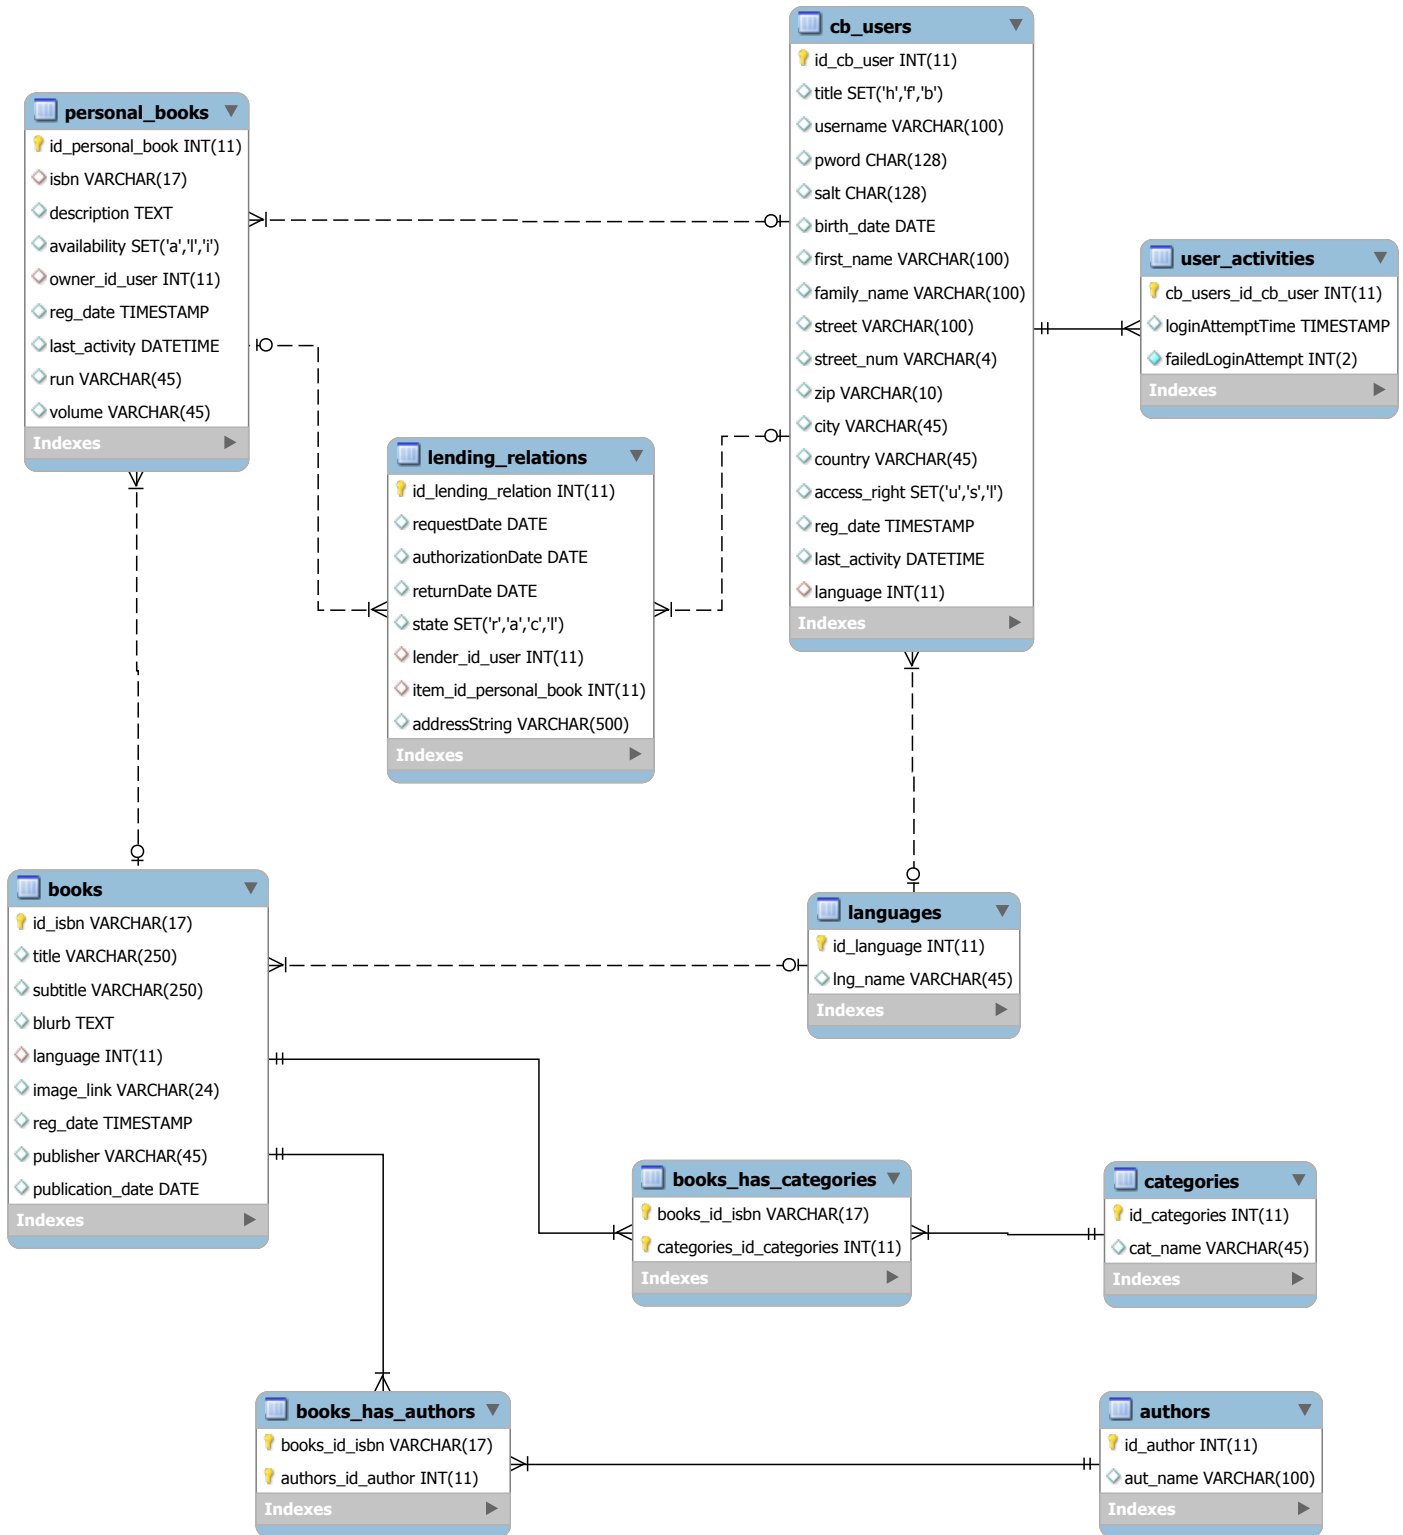 cb_users
id_cb_user INT(11)
title SET('h','f','b')
username VARCHAR(100)
pword CHAR(128)
salt CHAR(128)
birth_date DATE
first_name VARCHAR(100)
family_name VARCHAR(100)
street VARCHAR(100)
street_num VARCHAR(4)
zip VARCHAR(10)
city VARCHAR(45)
country VARCHAR(45)
access_right SET('u','s','l')
reg_date TIMESTAMP
last_activity DATETIME
language INT(11)
Indexes
personal_books
id_personal_book INT(11)
isbn VARCHAR(17)
description TEXT
availability SET('a','l','i')
owner_id_user INT(11)
reg_date TIMESTAMP
last_activity DATETIME
run VARCHAR(45)
volume VARCHAR(45)
Indexes
user_activities
cb_users_id_cb_user INT(11)
loginAttemptTime TIMESTAMP
failedLoginAttempt INT(2)
Indexes
lending_relations
id_lending_relation INT(11)
requestDate DATE
authorizationDate DATE
returnDate DATE
state SET('r','a','c','l')
lender_id_user INT(11)
item_id_personal_book INT(11)
addressString VARCHAR(500)
Indexes
books
id_isbn VARCHAR(17)
title VARCHAR(250)
subtitle VARCHAR(250)
blurb TEXT
language INT(11)
image_link VARCHAR(24)
reg_date TIMESTAMP
publisher VARCHAR(45)
publication_date DATE
Indexes
languages
id_language INT(11)
lng_name VARCHAR(45)
Indexes
books_has_categories
books_id_isbn VARCHAR(17)
categories_id_categories INT(11)
Indexes
categories
id_categories INT(11)
cat_name VARCHAR(45)
Indexes
books_has_authors
books_id_isbn VARCHAR(17)
authors_id_author INT(11)
Indexes
authors
id_author INT(11)
aut_name VARCHAR(100)
Indexes